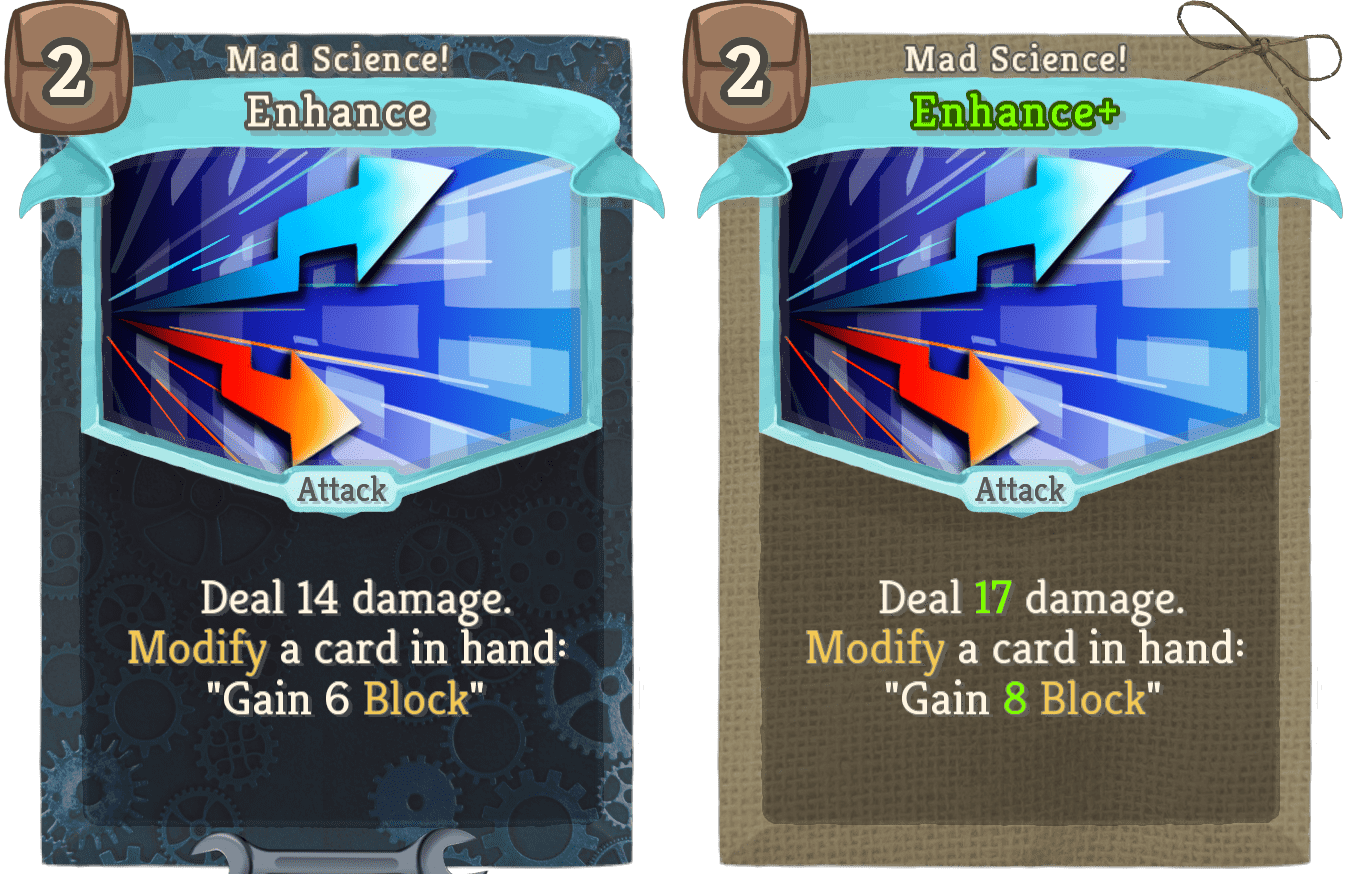 2
Mad Science!
Enhance
Attack
Deal 14 damage.
Modify a card in hand:
"Gain 6 Block"
2
Mad Science!
Enhance+
Attack
Deal 17 damage.
Modify a card in hand:
"Gain 8 Block"